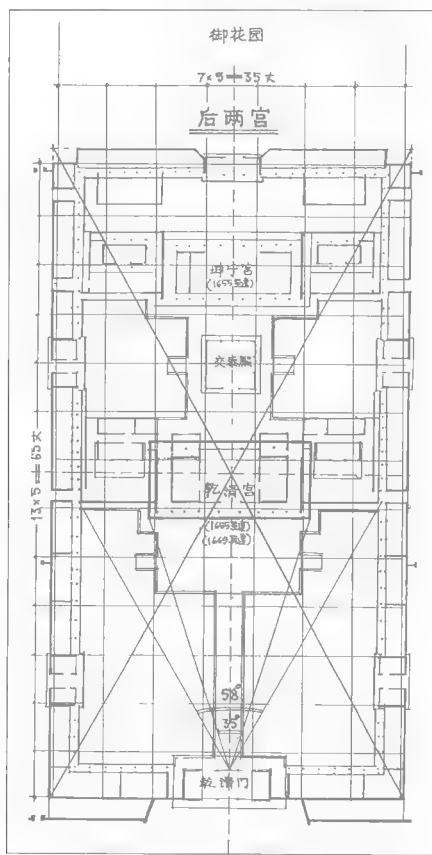 御花园
7×5=35丈
后两宫
坤宁宫
(1655重建)
交泰殿
13×5=65丈
乾清宫
(1655重建)
(1669重建)
58°
35°
乾清门